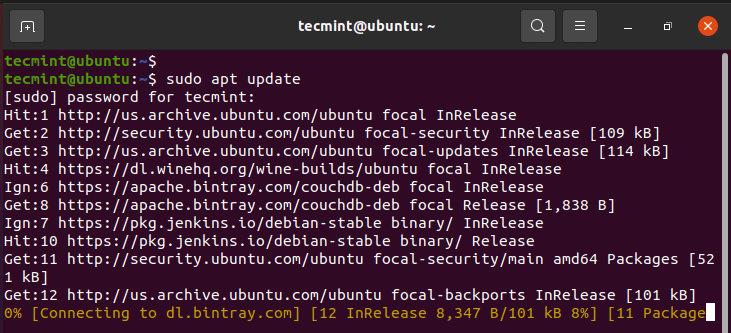 tecmint@ubuntu: ~
tecmint@ubuntu:~$
tecmint@ubuntu:~$ sudo apt update
[sudo] password for tecmint:
Hit:1 http://us.archive.ubuntu.com/ubuntu focal InRelease
Get:2 http://security.ubuntu.com/ubuntu focal-security InRelease [109 kB]
Get:3 http://us.archive.ubuntu.com/ubuntu focal-updates InRelease [114 kB]
Hit:4 https://dl.winehq.org/wine-builds/ubuntu focal InRelease
Ign:6 https://apache.bintray.com/couchdb-deb focal InRelease
Get:8 https://apache.bintray.com/couchdb-deb focal Release [1,838 B]
Ign:7 https://pkg.jenkins.io/debian-stable binary/ InRelease
Hit:10 https://pkg.jenkins.io/debian-stable binary/ Release
Get:11 http://security.ubuntu.com/ubuntu focal-security/main amd64 Packages [52
1 kB]
Get:12 http://us.archive.ubuntu.com/ubuntu focal-backports InRelease [101 kB]
0% [Connecting to dl.bintray.com] [12 InRelease 8,347 B/101 kB 8%] [11 Package